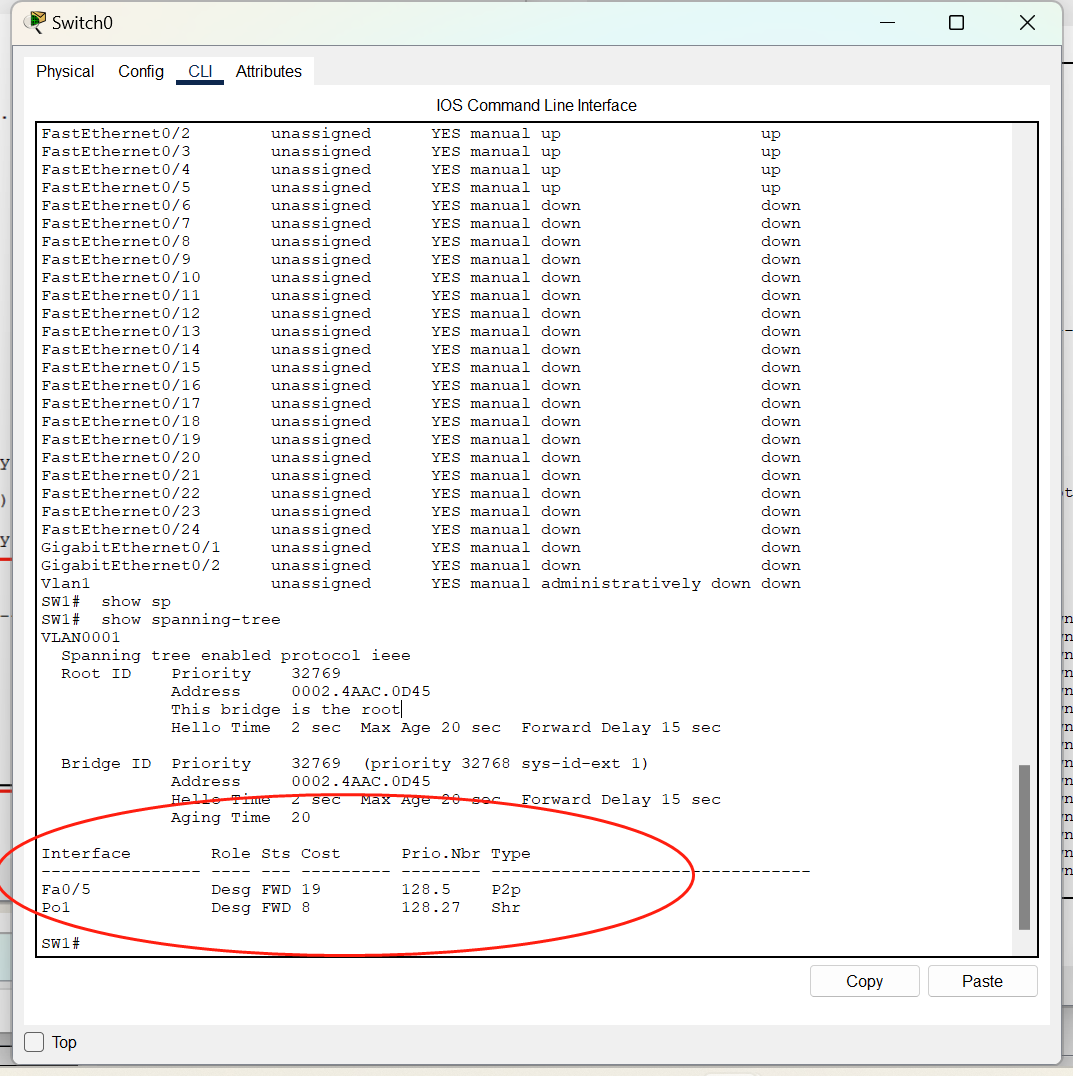 Switch0
Physical Config CLI Attributes
IOS Command Line Interface
FastEthernet0/2 unassigned YES manual up up
FastEthernet0/3 unassigned YES manual up up
FastEthernet0/4 unassigned YES manual up up
FastEthernet0/5 unassigned YES manual up up
FastEthernet0/6 unassigned YES manual down down
FastEthernet0/7 unassigned YES manual down down
FastEthernet0/8 unassigned YES manual down down
FastEthernet0/9 unassigned YES manual down down
FastEthernet0/10 unassigned YES manual down down
FastEthernet0/11 unassigned YES manual down down
FastEthernet0/12 unassigned YES manual down down
FastEthernet0/13 unassigned YES manual down down
FastEthernet0/14 unassigned YES manual down down
FastEthernet0/15 unassigned YES manual down down
FastEthernet0/16 unassigned YES manual down down
FastEthernet0/17 unassigned YES manual down down
FastEthernet0/18 unassigned YES manual down down
FastEthernet0/19 unassigned YES manual down down
FastEthernet0/20 unassigned YES manual down down
FastEthernet0/21 unassigned YES manual down down
FastEthernet0/22 unassigned YES manual down down
FastEthernet0/23 unassigned YES manual down down
FastEthernet0/24 unassigned YES manual down down
GigabitEthernet0/1 unassigned YES manual down down
GigabitEthernet0/2 unassigned YES manual down down
Vlan1 unassigned YES manual administratively down down
SW1# show sp
SW1# show spanning-tree
VLAN0001
Spanning tree enabled protocol ieee
Root ID Priority 32769
Address 0002.4AAC.0D45
This bridge is the root
Hello Time 2 sec Max Age 20 sec Forward Delay 15 sec
Bridge ID Priority 32769 (priority 32768 sys-id-ext 1)
Address 0002.4AAC.0D45
Hello Time 2 sec Max Age 20 sec Forward Delay 15 sec
Aging Time 20
Interface Role Sts Cost Prio.Nbr Type
---------------- ---- --- --------- -------- --------------------------------
Fa0/5 Desg FWD 19 128.5 P2p
Po1 Desg FWD 8 128.27 Shr
SW1#
Copy Paste
Top